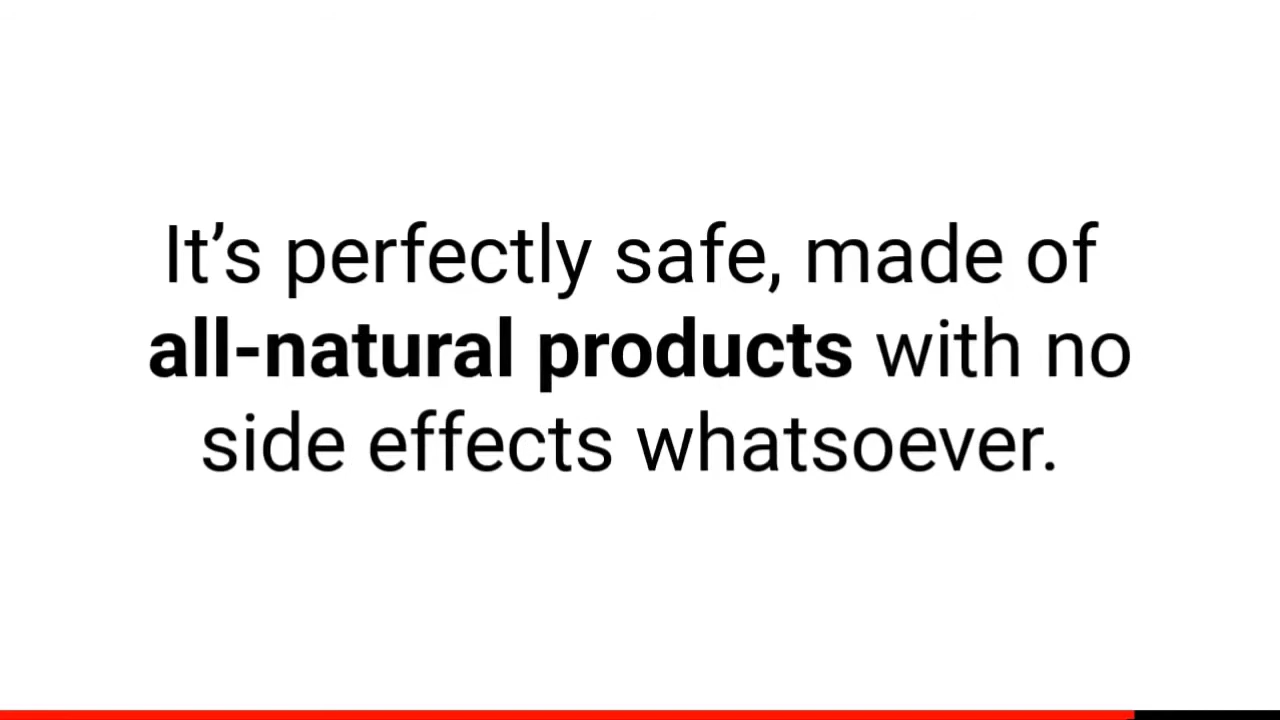 It’s perfectly safe, made of
all-natural products with no
side effects whatsoever.